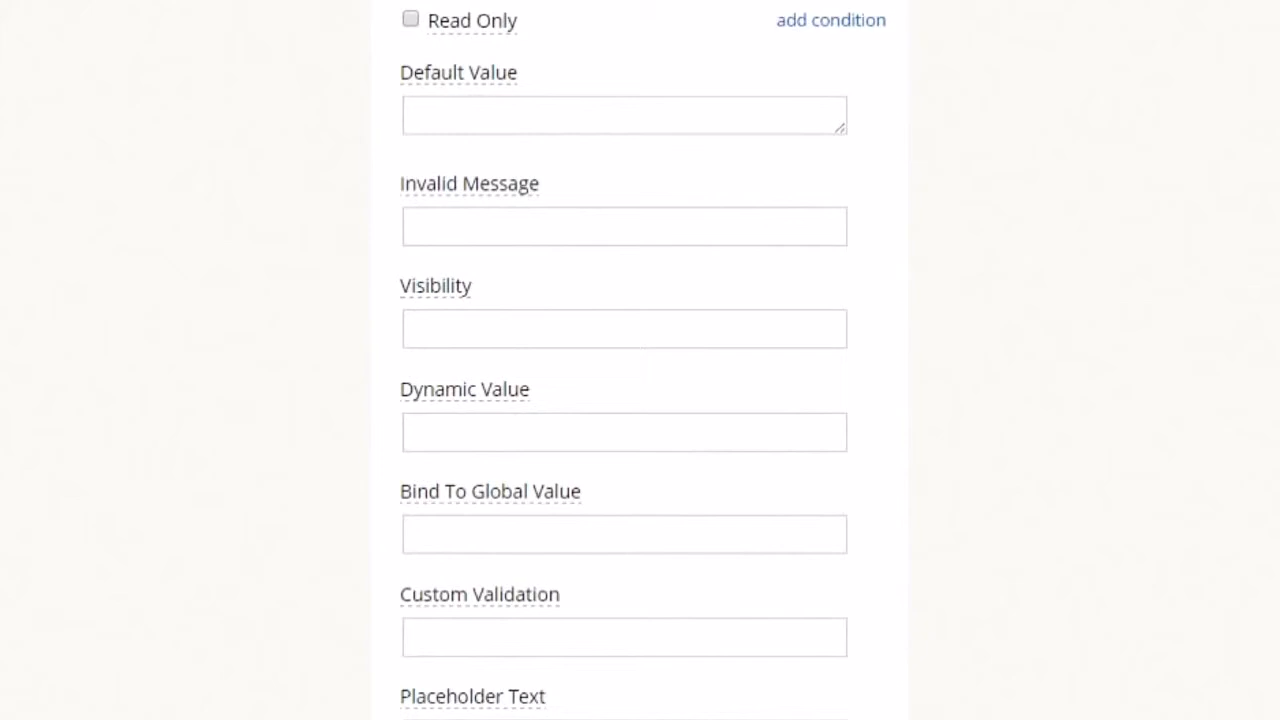 Read Only add condition
Default Value
Invalid Message
Visibility
Dynamic Value
Bind To Global Value
Custom Validation
Placeholder Text